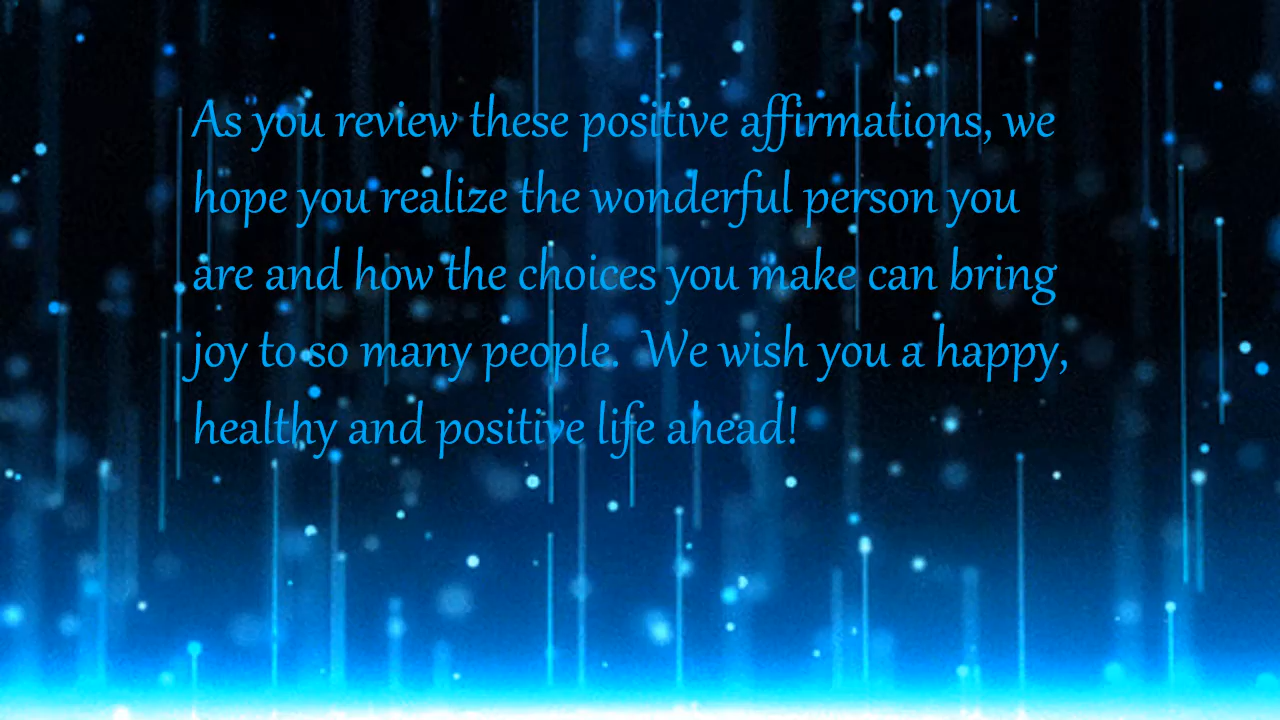 As you review these positive affirmations, we
hope you realize the wonderful person you
are and how the choices you make can bring
joy to so many people.  We wish you a happy,
healthy and positive life ahead!